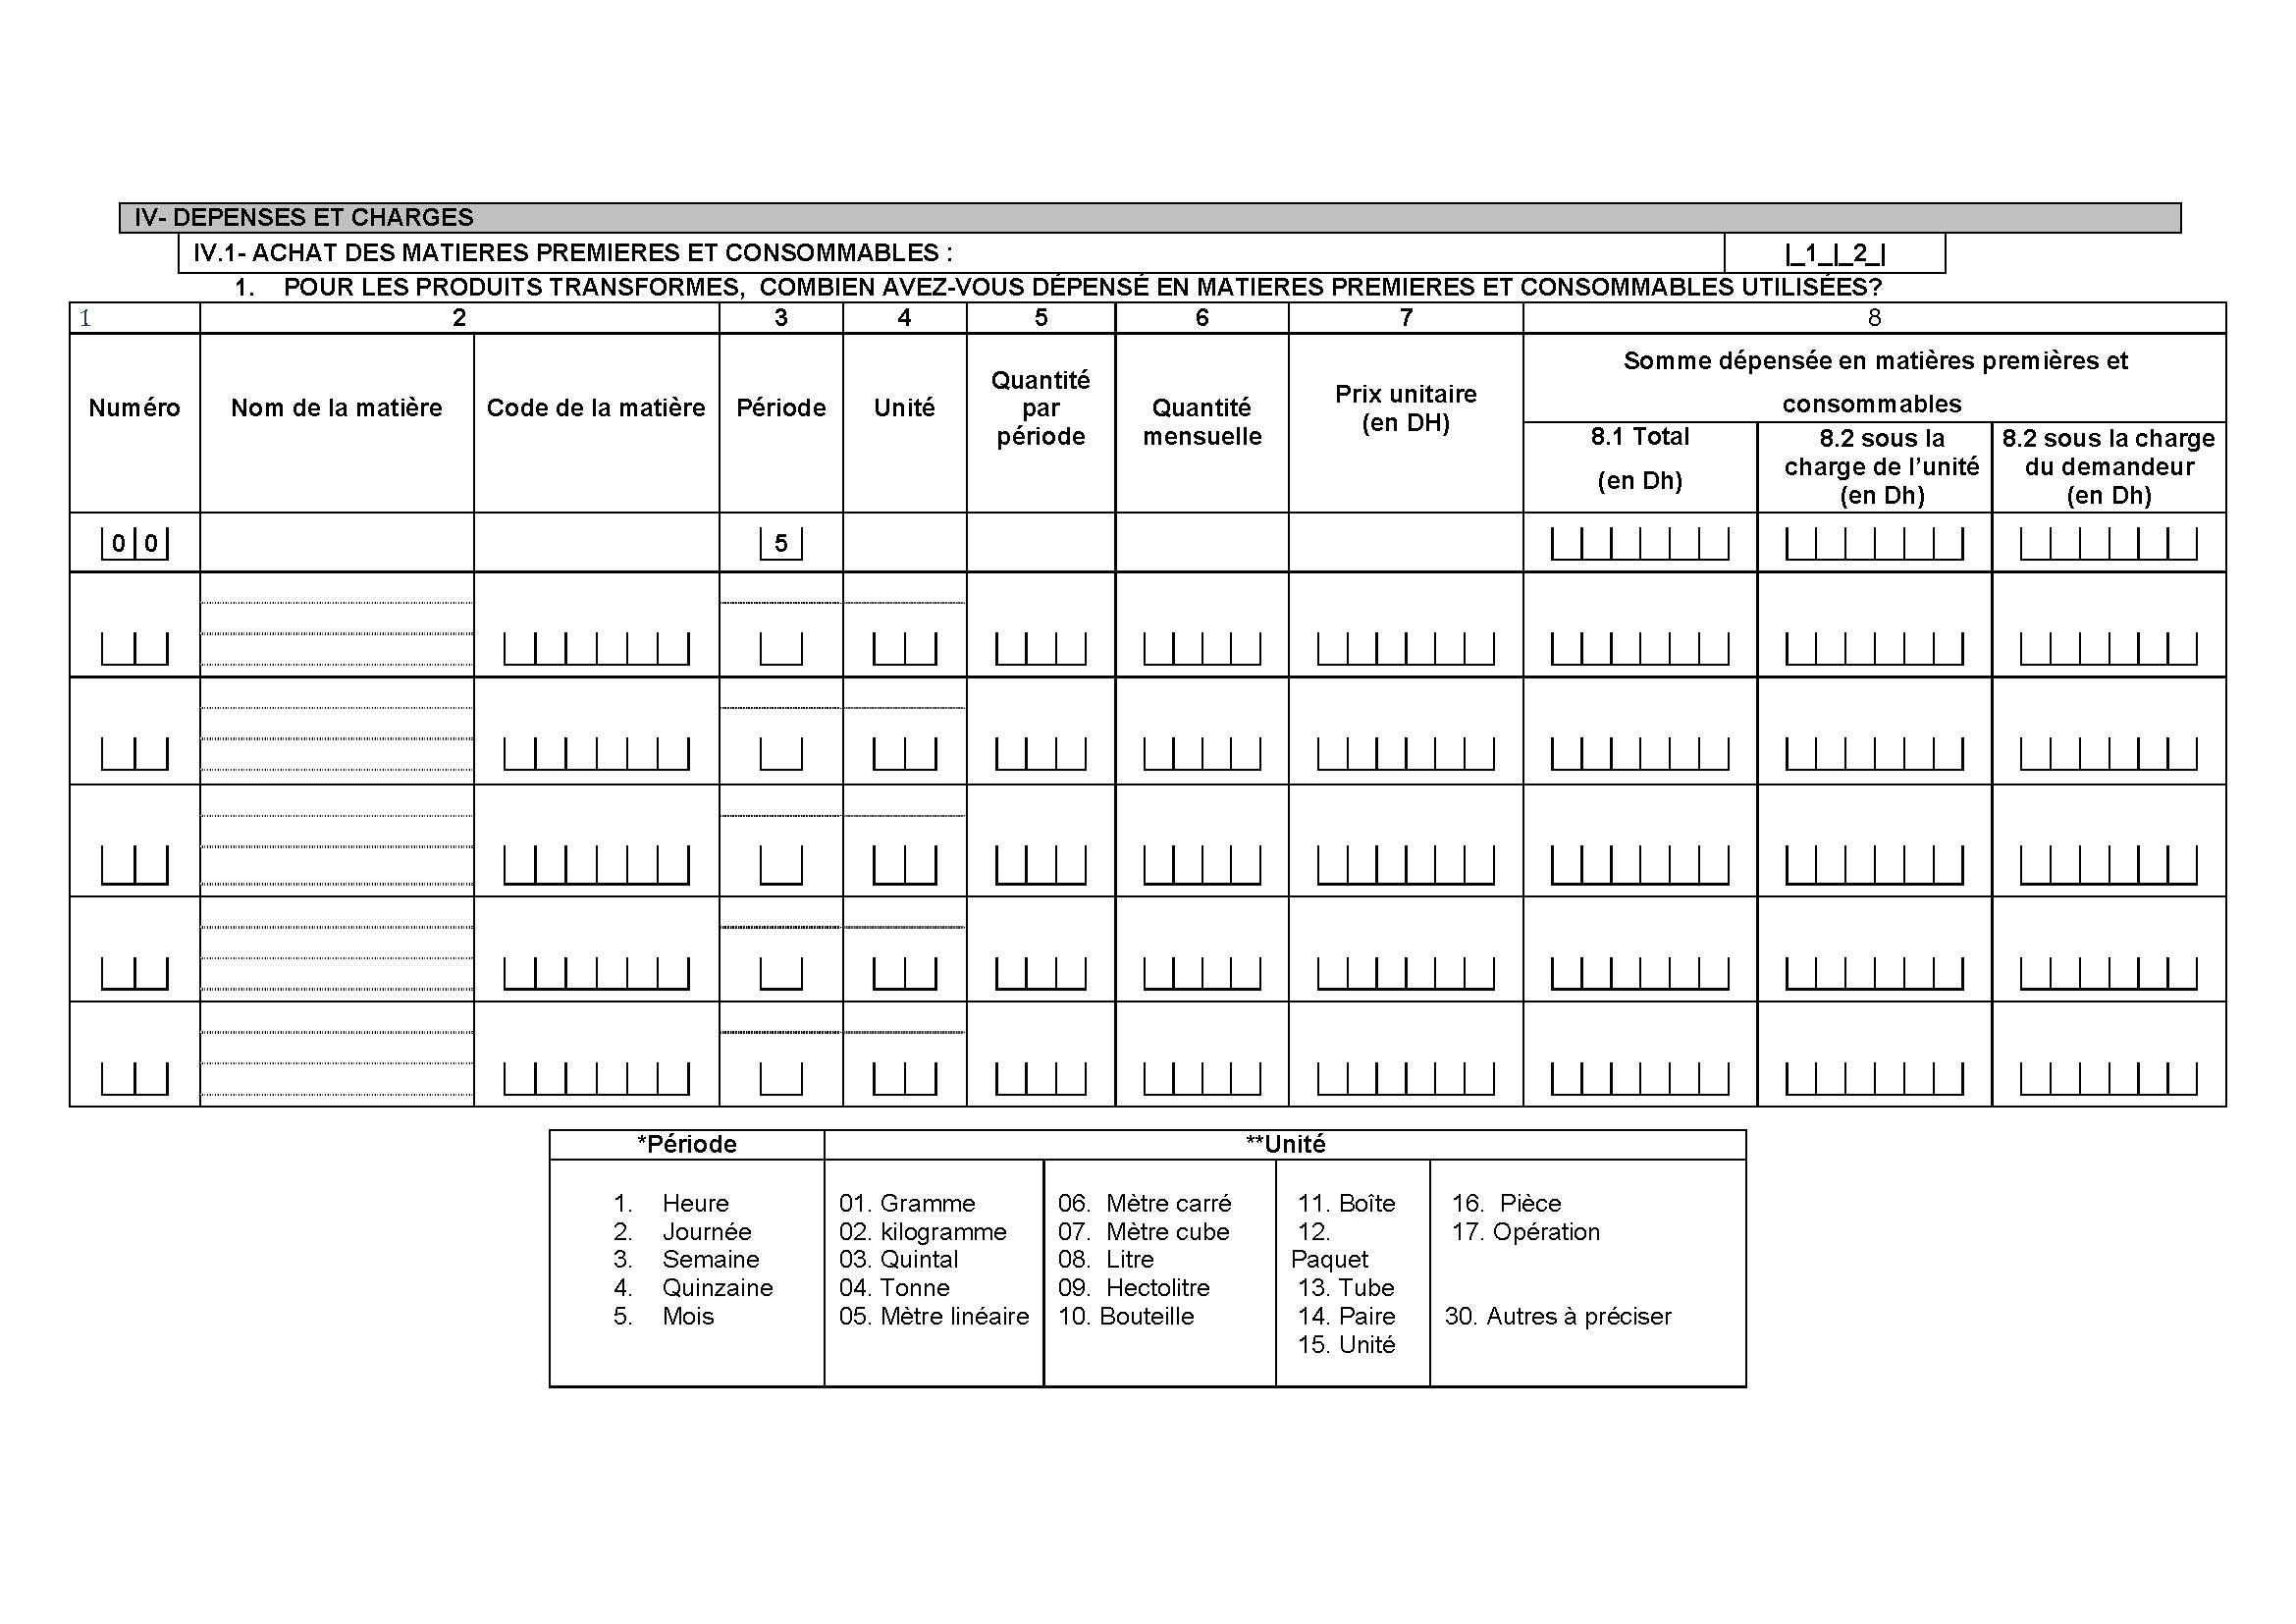 IV- DEPENSES ET CHARGES
IV.1- ACHAT DES MATIERES PREMIERES ET CONSOMMABLES : |_1_|_2_|
1. POUR LES PRODUITS TRANSFORMES, COMBIEN AVEZ-VOUS DÉPENSÉ EN MATIERES PREMIERES ET CONSOMMABLES UTILISÉES?
1 2 3 4 5 6 7 8
Numéro
Nom de la matière
Code de la matière
Période
Unité
Quantité
par
période
Quantité
mensuelle
Prix unitaire
(en DH)
Somme dépensée en matières premières et
consommables
8.1 Total
(en Dh)
8.2 sous la
charge de l'unité
(en Dh)
8.2 sous la charge
du demandeur
(en Dh)
0 0 5
*Période
**Unité
1. Heure
2. Journée
3. Semaine
4. Quinzaine
5. Mois
01. Gramme
02. kilogramme
03. Quintal
04. Tonne
05. Mètre linéaire
06. Mètre carré
07. Mètre cube
08. Litre
09. Hectolitre
10. Bouteille
11. Boîte
12.
Paquet
13. Tube
14. Paire
15. Unité
16. Pièce
17. Opération
30. Autres à préciser